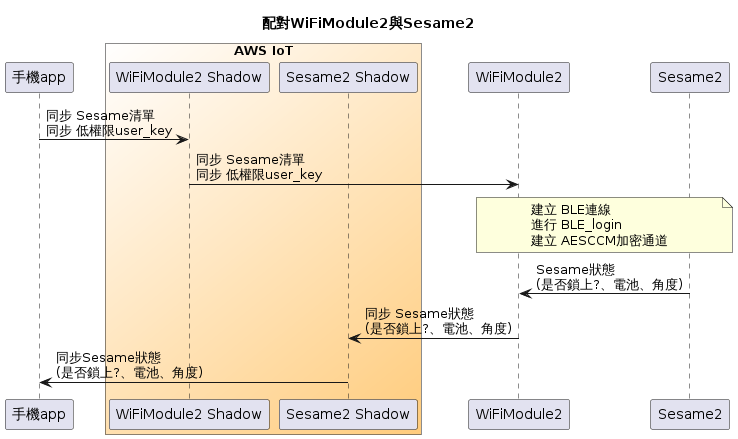 配對WiFiModule2與Sesame2
AWS IoT
手機app
WiFiModule2 Shadow
Sesame2 Shadow
WiFiModule2
Sesame2
同步 Sesame清單
同步 低權限user_key
同步 Sesame清單
同步 低權限user_key
建立 BLE連線
進行 BLE_login
建立 AESCCM加密通道
Sesame狀態
(是否鎖上?、電池、角度)
同步 Sesame狀態
(是否鎖上?、電池、角度)
同步Sesame狀態
(是否鎖上?、電池、角度)
手機app
WiFiModule2 Shadow
Sesame2 Shadow
WiFiModule2
Sesame2